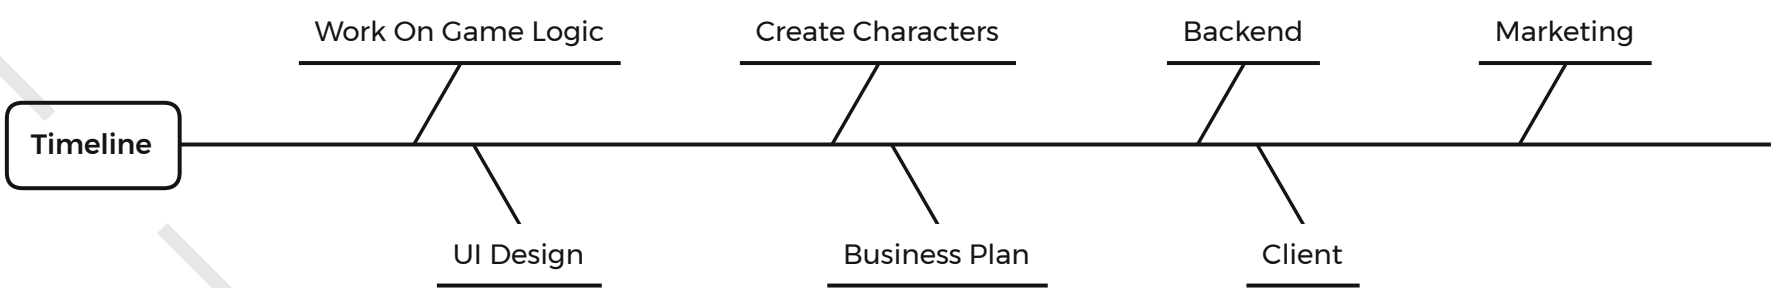 Work On Game Logic
Create Characters
Backend
Marketing
Timeline
UI Design
Business Plan
Client